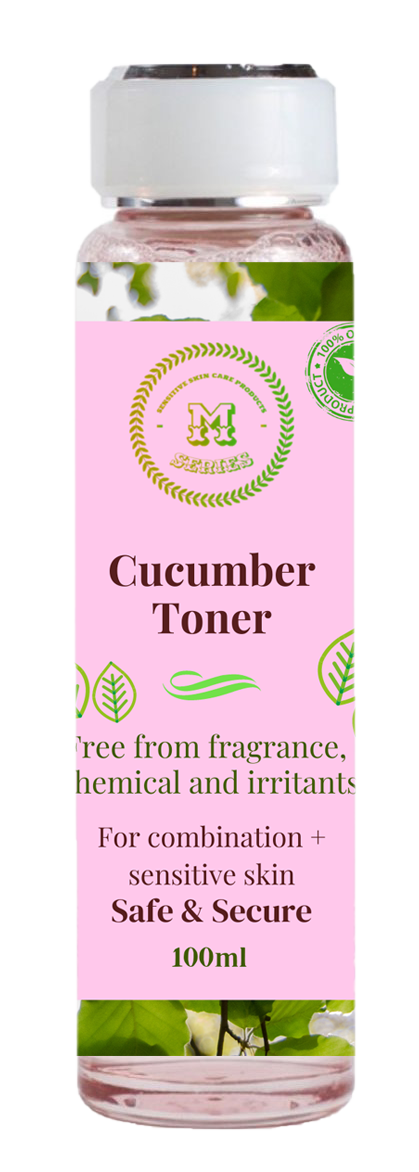 100% O
PRODUCT
SENSITIVE SKIN CARE PRODUCTS
M
SERIES
Cucumber
Toner
Free from fragrance,
hemical and irritants
For combination +
sensitive skin
Safe & Secure
100ml